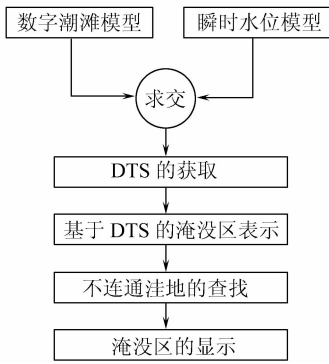 数字潮滩模型
瞬时水位模型
求交
DTS 的获取
基于 DTS 的淹没区表示
不连通洼地的查找
淹没区的显示